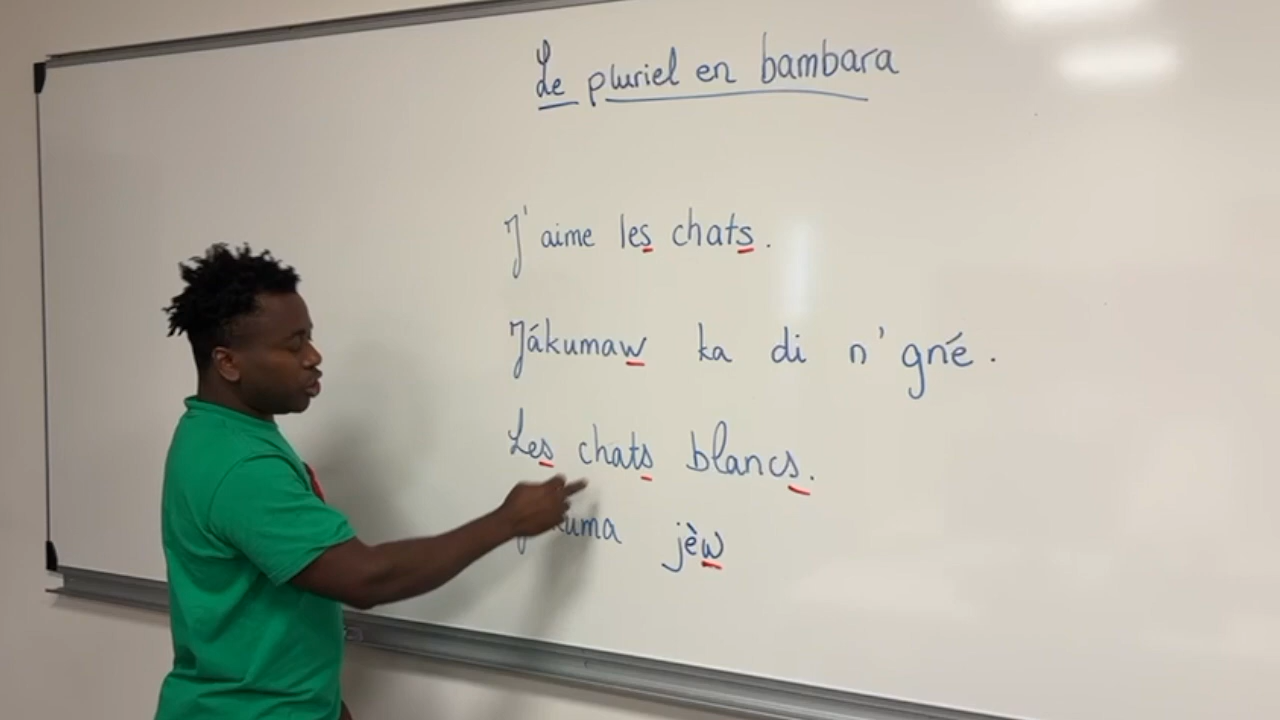 Le pluriel en bambara
J'aime les chats.
Jákumaw ka di n'gné.
Les chats blancs.
jèw